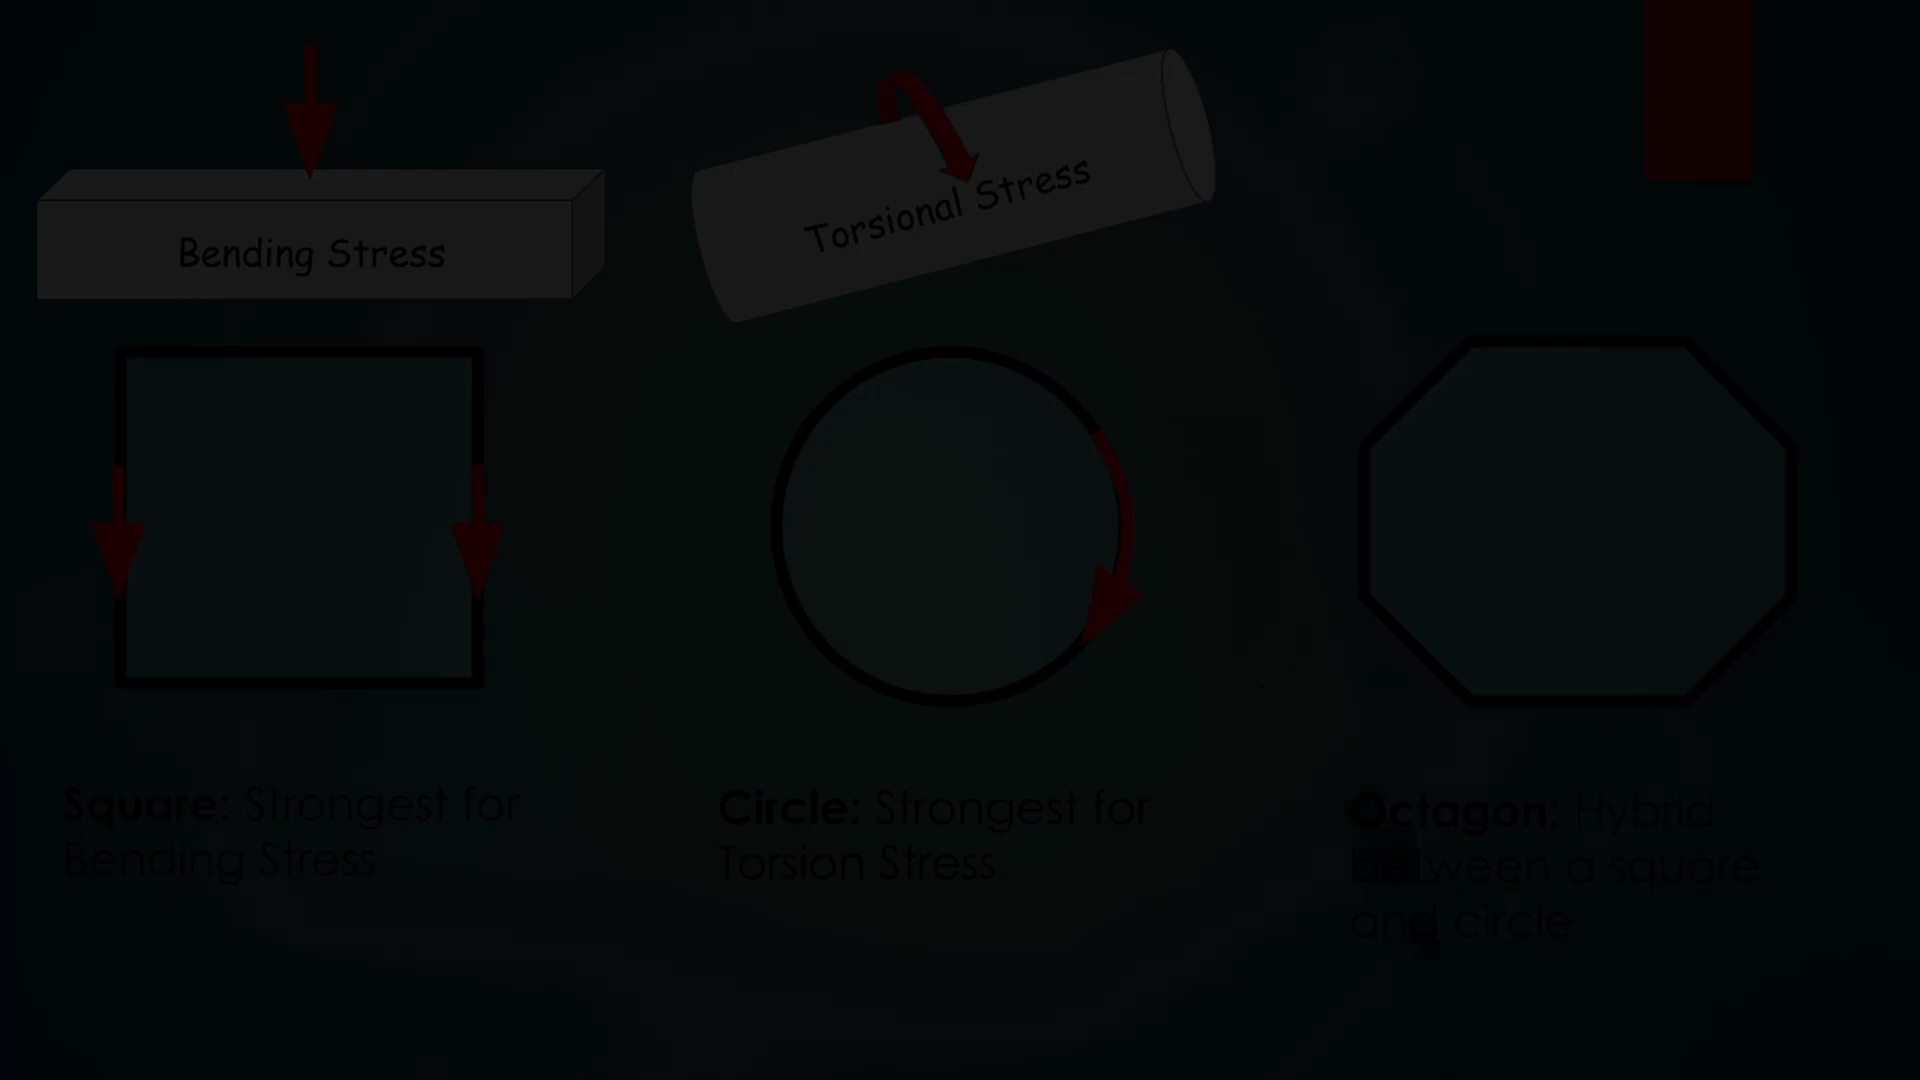 Bending Stress
Torsional Stress
Square: Strongest for
Bending Stress
Circle: Strongest for
Torsion Stress
Octagon: Hybrid
between a square
and circle